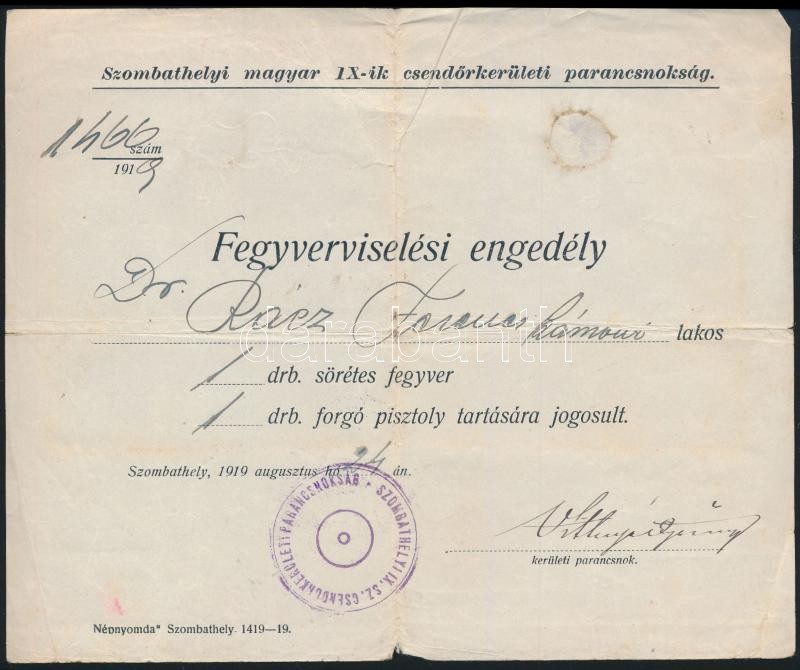 Szombathelyi magyar IX-ik csendőrkerületi parancsnokság.
1466 szám
1919
Fegyverviselési engedély
Dr. Rácz Ferenc lakos
1 drb. sörétes fegyver
1 drb. forgó pisztoly tartására jogosult.
Szombathely, 1919 augusztus hó 24 án.
SZOMBATHELYI IX. SZ. CSENDŐRKERÜLETI PARANCSNOKSÁG
kerületi parancsnok.
Népnyomda" Szombathely. 1419—19.
darabanth